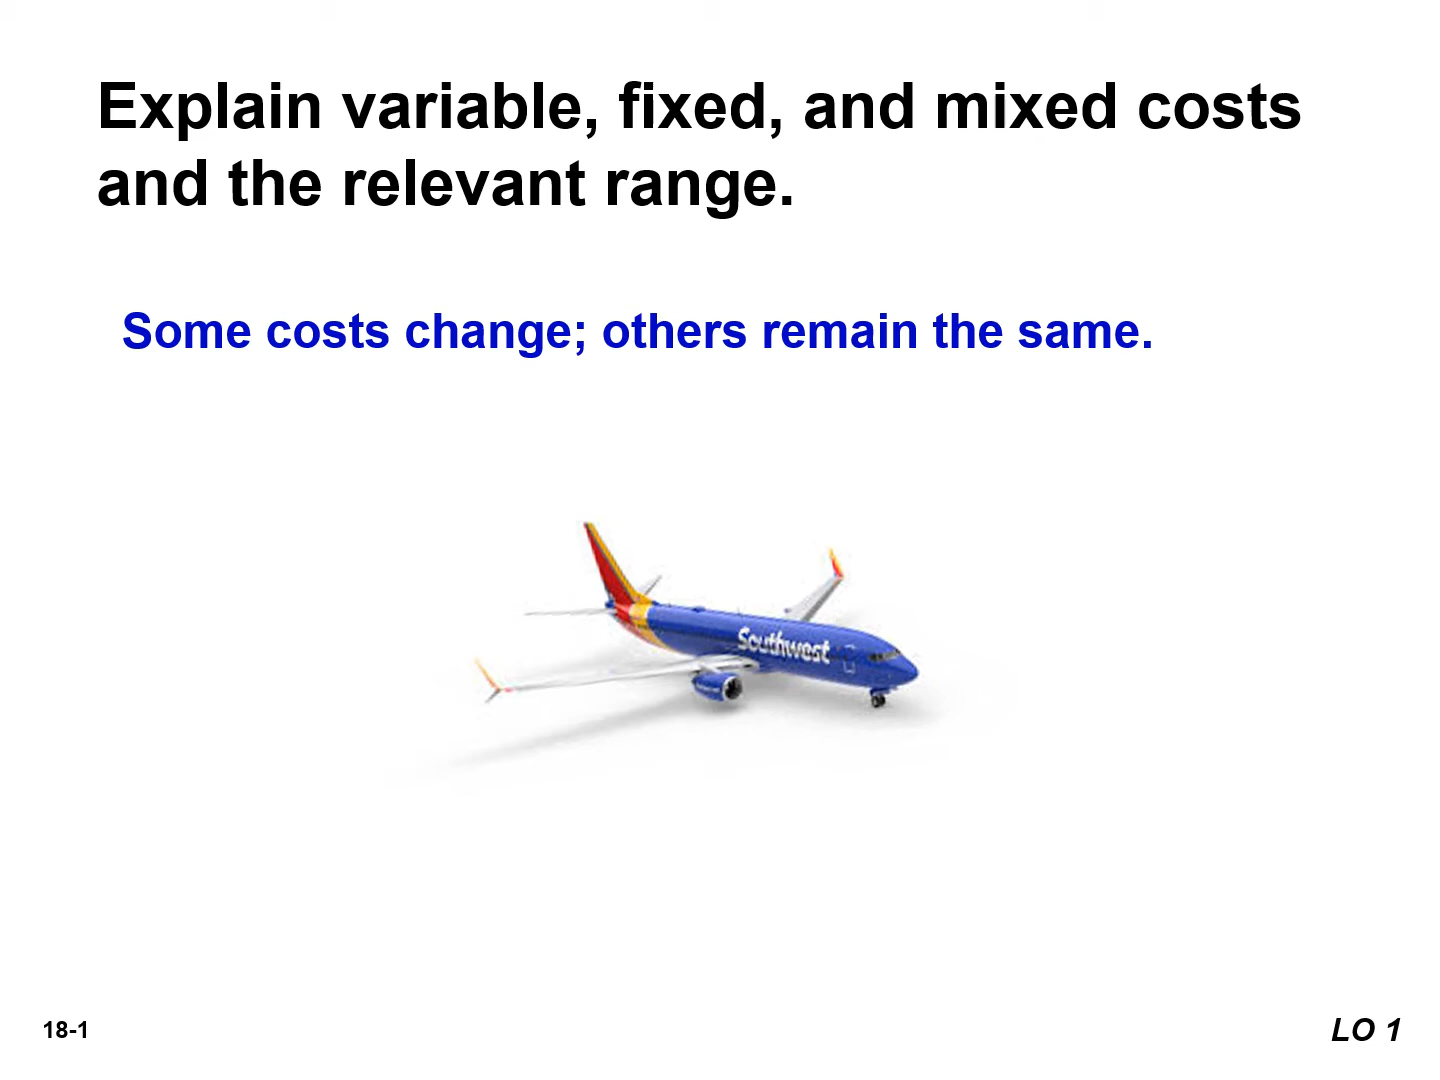 Explain variable, fixed, and mixed costs
and the relevant range.
Some costs change; others remain the same.
Southwest
18-1
LO 1